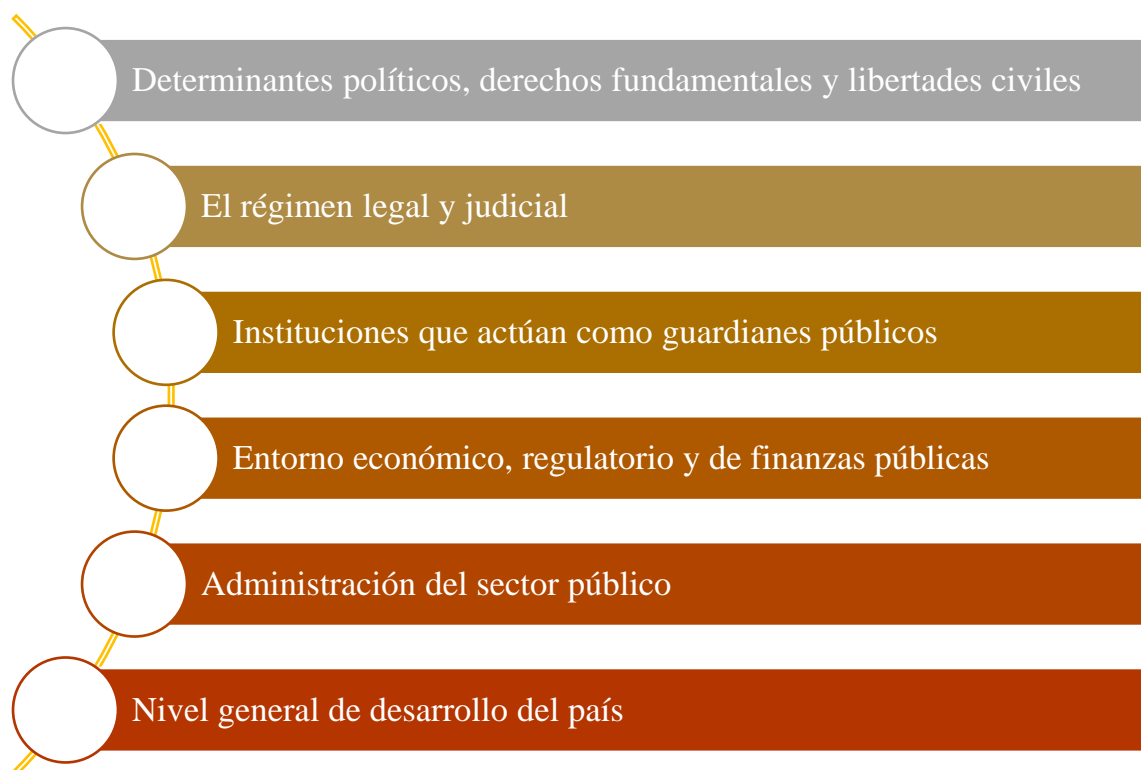 Determinantes políticos, derechos fundamentales y libertades civiles
El régimen legal y judicial
Instituciones que actúan como guardianes públicos
Entorno económico, regulatorio y de finanzas públicas
Administración del sector público
Nivel general de desarrollo del país